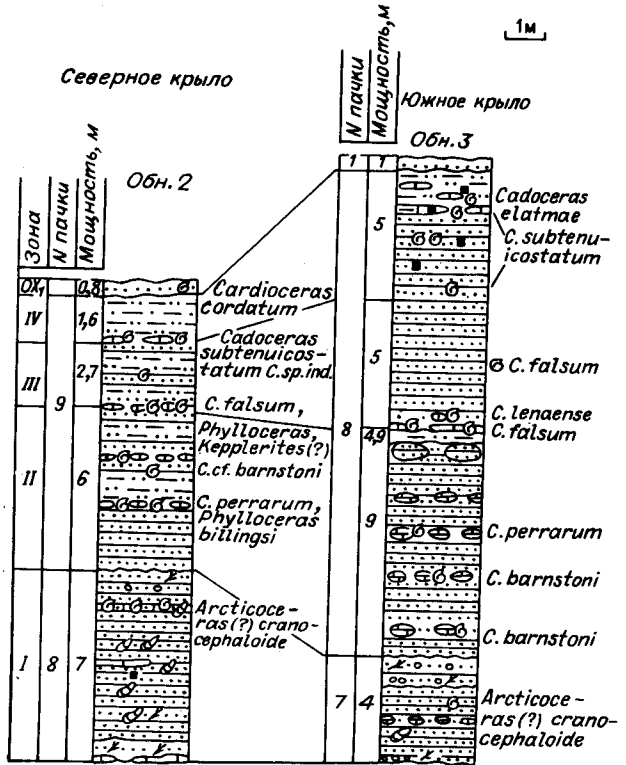 1м
Северное крыло
Южное крыло
Обн. 2
Обн. 3
Зона
N пачки
Мощность, м
N пачки
Мощность, м
OX₁
0,8
IV
1,6
III
2,7
9
II
6
I
8
7
Cardioceras
cordatum
Cadoceras
subtenuicos-
tatum C.sp.ind.
C. falsum,
Phylloceras,
Kepplerites(?)
C.cf. barnstoni
C. perrarum,
Phylloceras
billingsi
Arcticoce-
ras(?) crano-
cephaloide
1
1
5
5
8
4,9
9
7
4
Cadoceras
elatmae
C. subtenu-
icostatum
C. falsum
C. lenaense
C. falsum
C. perrarum
C. barnstoni
C. barnstoni
Arcticoce-
ras(?) crano-
cephaloide